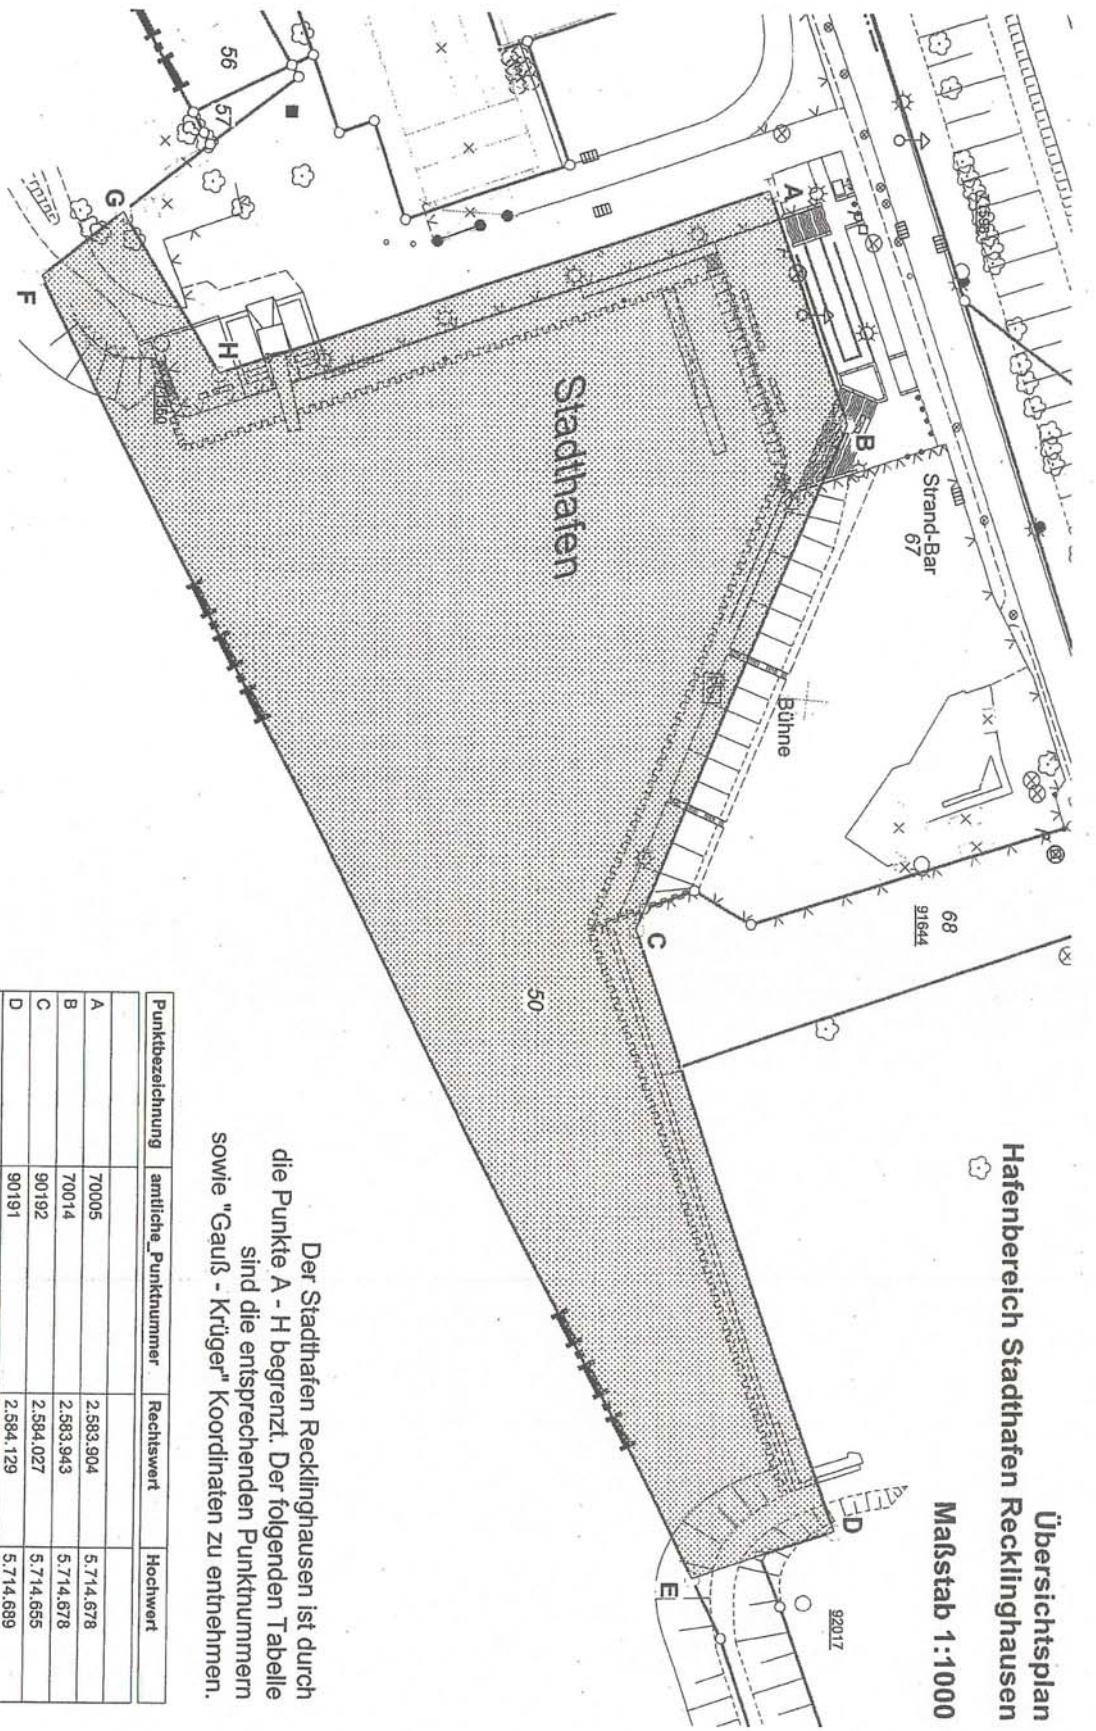 Übersichtsplan
Hafenbereich Stadthafen Recklinghausen
Maßstab 1:1000
68
91644
92017
Strand-Bar
67
Bühne
56
57
A
B
C
D
E
F
G
H
Stadthafen
50
Der Stadthafen Recklinghausen ist durch
die Punkte A - H begrenzt. Der folgenden Tabelle
sind die entsprechenden Punktnummern
sowie "Gauß - Krüger" Koordinaten zu entnehmen.
Punktbezeichnung amtliche_Punktnummer Rechtswert Hochwert
A 70005 2.583.904 5.714.678
B 70014 2.583.943 5.714.678
C 90192 2.584.027 5.714.655
D 90191 2.584.129 5.714.689